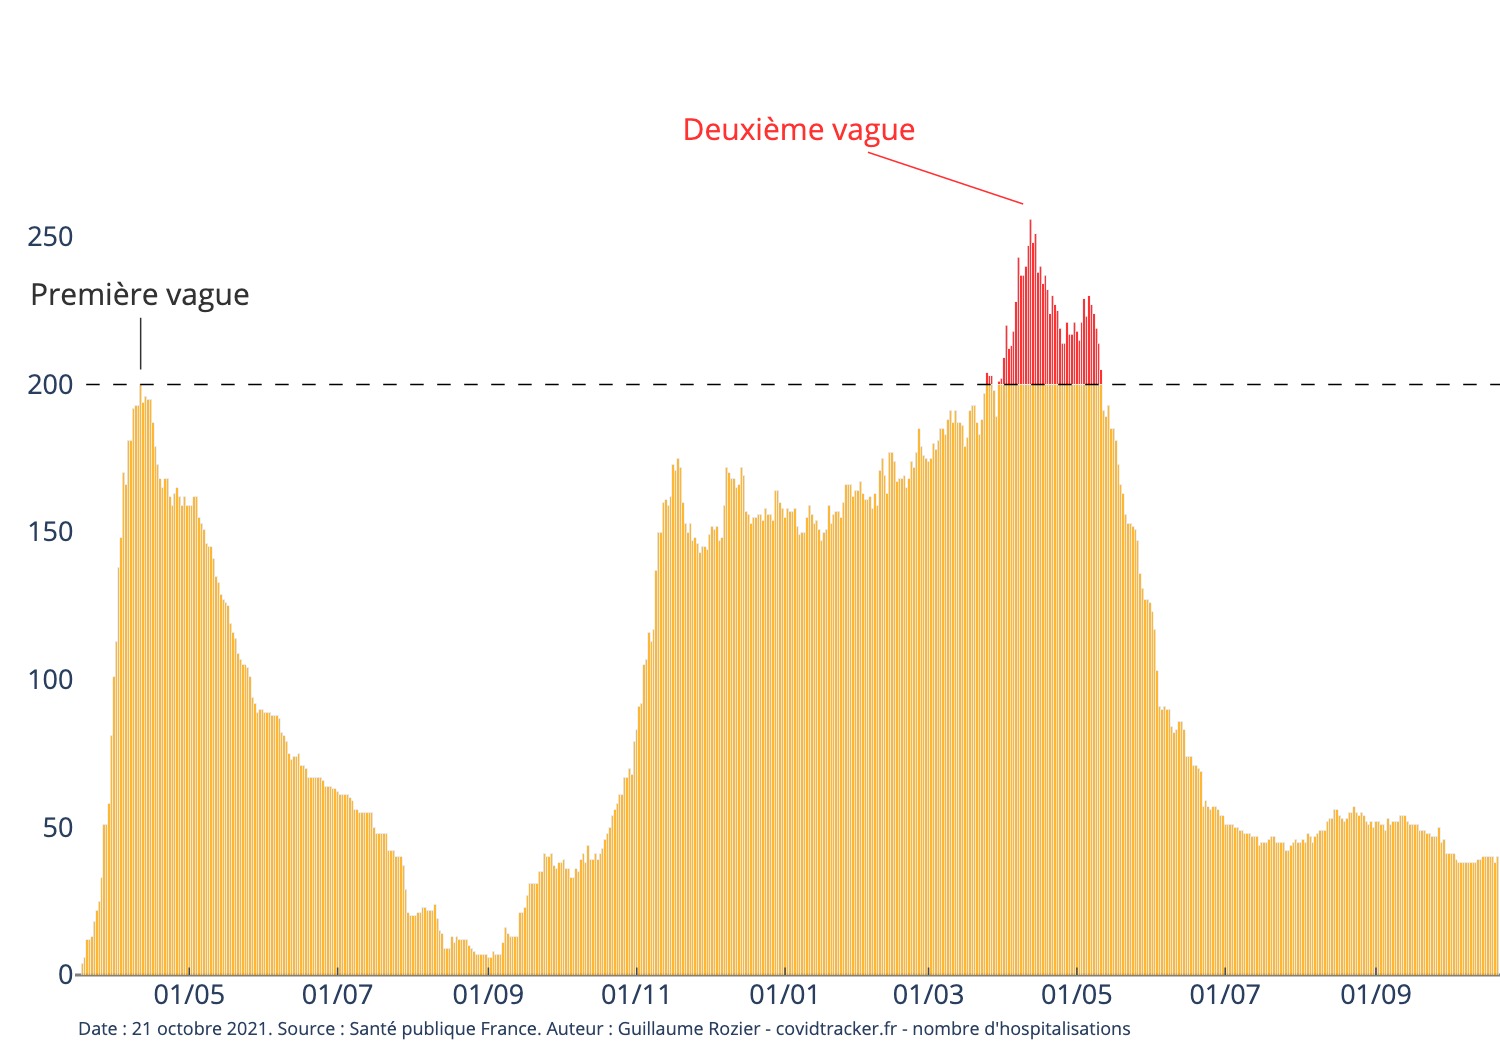 Deuxième vague
250
Première vague
200
150
100
50
0
01/05 01/07 01/09 01/11 01/01 01/03 01/05 01/07 01/09
Date : 21 octobre 2021. Source : Santé publique France. Auteur : Guillaume Rozier - covidtracker.fr - nombre d'hospitalisations